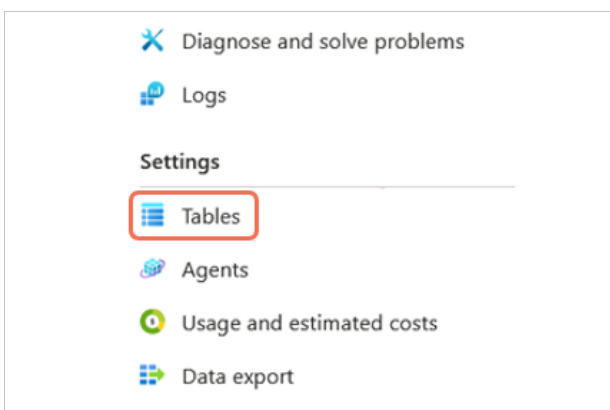 Diagnose and solve problems
Logs
Settings
Tables
Agents
Usage and estimated costs
Data export